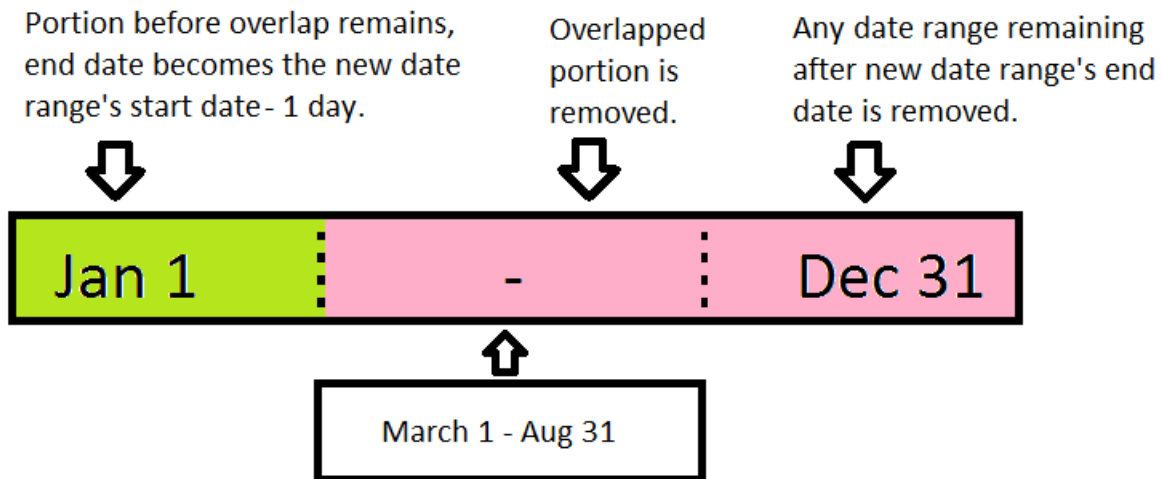 Portion before overlap remains,
end date becomes the new date
range's start date - 1 day.
Overlapped
portion is
removed.
Any date range remaining
after new date range's end
date is removed.
Jan 1 - Dec 31
March 1 - Aug 31